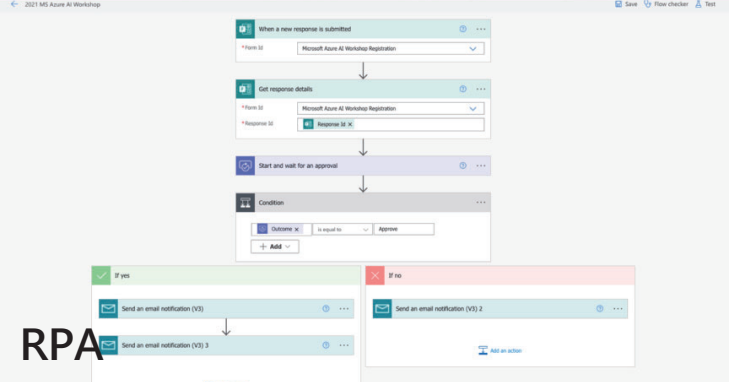 ← 2021 MS Azure AI Workshop
Save Flow checker Test
When a new response is submitted
* Form Id Microsoft Azure AI Workshop Registration
Get response details
* Form Id Microsoft Azure AI Workshop Registration
* Response Id Response Id ×
Start and wait for an approval
Condition
Outcome × is equal to Approve
+ Add
If yes
If no
Send an email notification (V3)
Send an email notification (V3) 2
Send an email notification (V3) 3
Add an action
RPA